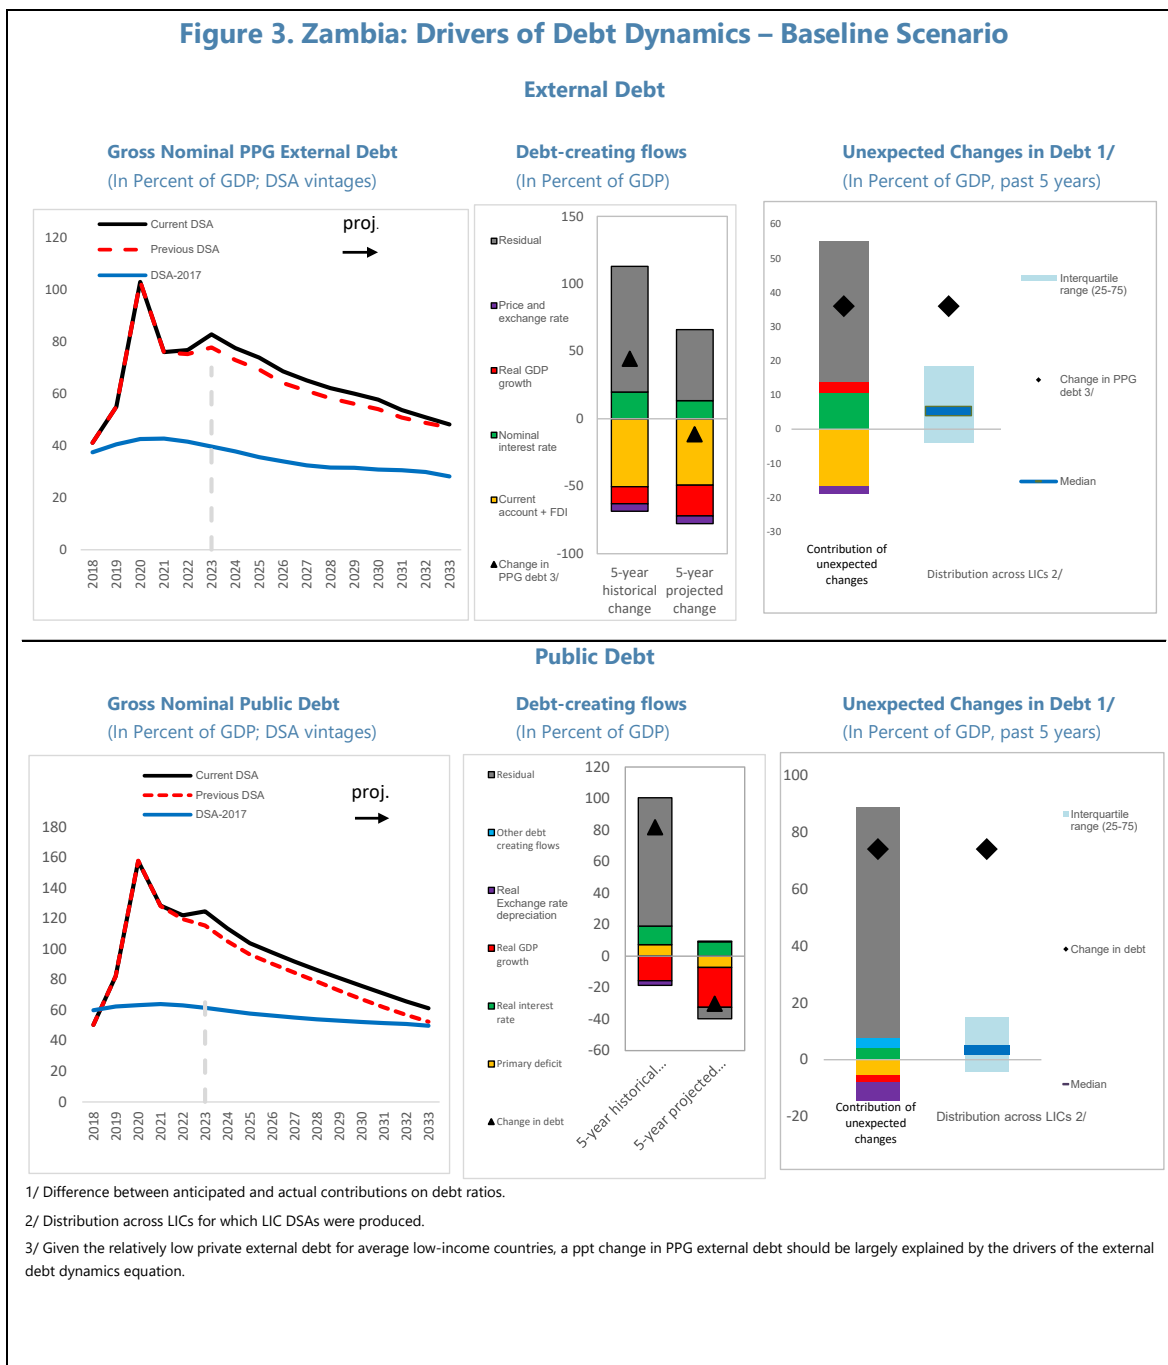 Figure 3. Zambia: Drivers of Debt Dynamics – Baseline Scenario
External Debt
Gross Nominal PPG External Debt
(In Percent of GDP; DSA vintages)
Current DSA
Previous DSA
DSA-2017
proj.
120
100
80
60
40
20
0
2018 2019 2020 2021 2022 2023 2024 2025 2026 2027 2028 2029 2030 2031 2032 2033
Debt-creating flows
(In Percent of GDP)
Residual
Price and
exchange rate
Real GDP
growth
Nominal
interest rate
Current
account + FDI
Change in
PPG debt 3/
150
100
50
0
-50
-100
5-year
historical
change
5-year
projected
change
Unexpected Changes in Debt 1/
(In Percent of GDP, past 5 years)
60
50
40
30
20
10
0
-10
-20
-30
Contribution of
unexpected
changes
Distribution across LICs 2/
Interquartile
range (25-75)
Change in PPG
debt 3/
Median
Public Debt
Gross Nominal Public Debt
(In Percent of GDP; DSA vintages)
Current DSA
Previous DSA
DSA-2017
proj.
180
160
140
120
100
80
60
40
20
0
2018 2019 2020 2021 2022 2023 2024 2025 2026 2027 2028 2029 2030 2031 2032 2033
Debt-creating flows
(In Percent of GDP)
Residual
Other debt
creating flows
Real
Exchange rate
depreciation
Real GDP
growth
Real interest
rate
Primary deficit
Change in debt
120
100
80
60
40
20
0
-20
-40
-60
5-year historical...
5-year projected...
Unexpected Changes in Debt 1/
(In Percent of GDP, past 5 years)
100
80
60
40
20
0
-20
Contribution of
unexpected
changes
Distribution across LICs 2/
Interquartile
range (25-75)
Change in debt
Median
1/ Difference between anticipated and actual contributions on debt ratios.
2/ Distribution across LICs for which LIC DSAs were produced.
3/ Given the relatively low private external debt for average low-income countries, a ppt change in PPG external debt should be largely explained by the drivers of the external
debt dynamics equation.